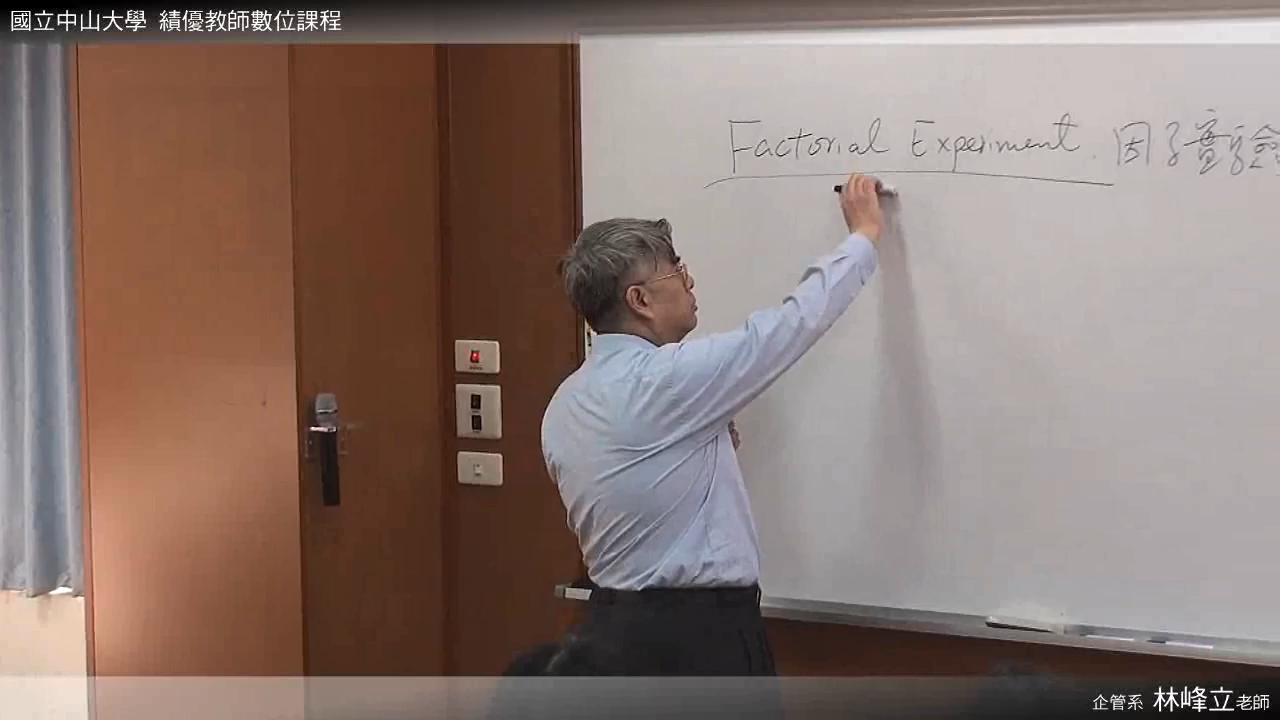 國立中山大學 績優教師數位課程
Factorial Experiment. 因子實驗
企管系 林峰立老師